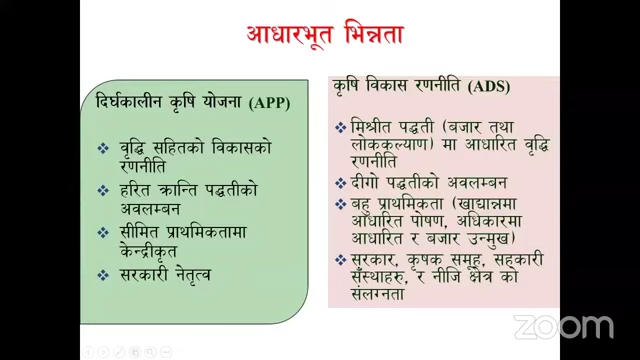 आधारभूत भिन्नता
दिर्घकालीन कृषि योजना (APP)
❖ वृद्धि सहितको विकासको
रणनीति
❖ हरित क्रान्ति पद्धतीको
अवलम्बन
❖ सीमित प्राथमिकतामा
केन्द्रीकृत
❖ सरकारी नेतृत्व
कृषि विकास रणनीति (ADS)
❖ मिश्रीत पद्धती (बजार तथा
लोककल्याण) मा आधारित वृद्धि
रणनीति
❖ दीगो पद्धतीको अवलम्बन
❖ बहु प्राथमिकता (खाद्यान्नमा
आधारित पोषण, अधिकारमा
आधारित र बजार उन्मुख)
❖ सरकार, कृषक समूह, सहकारी
सँस्थाहरु, र नीजि क्षेत्र को
संलग्नता
zoom